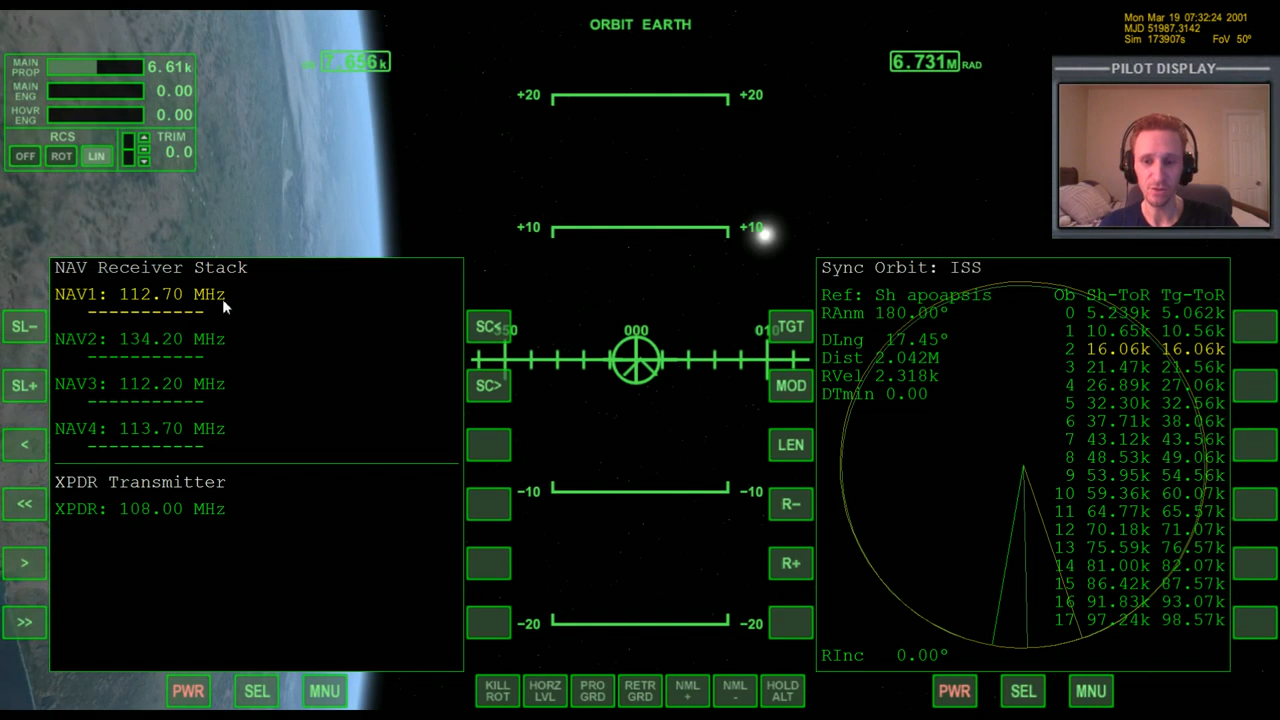 ORBIT EARTH
Mon Mar 19 07:32:24 2001
MJD 51987.3142
Sim 173907s FoV 50°
MAIN PROP 6.61k
MAIN ENG 0.00
HOVR ENG 0.00
RCS
TRIM
0.0
OFF ROT LIN
6.731M RAD
PILOT DISPLAY
+20 +20
+10 +10
000
-10 -10
-20 -20
NAV Receiver Stack
NAV1: 112.70 MHz
-----------
NAV2: 134.20 MHz
-----------
NAV3: 112.20 MHz
-----------
NAV4: 113.70 MHz
-----------
XPDR Transmitter
XPDR: 108.00 MHz
SL-
SL+
<
<<
>
>>
SC<
SC>
PWR SEL MNU
KILL ROT
HORZ LVL
PRO GRD
RETR GRD
NML +
NML -
HOLD ALT
TGT
MOD
LEN
R-
R+
Sync Orbit: ISS
Ref: Sh apoapsis
RAnm 180.00°
DLng 17.45°
Dist 2.042M
RVel 2.318k
DTmin 0.00
Ob Sh-ToR Tg-ToR
0 5.239k 5.062k
1 10.65k 10.56k
2 16.06k 16.06k
3 21.47k 21.56k
4 26.89k 27.06k
5 32.30k 32.56k
6 37.71k 38.06k
7 43.12k 43.56k
8 48.53k 49.06k
9 53.95k 54.56k
10 59.36k 60.07k
11 64.77k 65.57k
12 70.18k 71.07k
13 75.59k 76.57k
14 81.00k 82.07k
15 86.42k 87.57k
16 91.83k 93.07k
17 97.24k 98.57k
RInc 0.00°
PWR SEL MNU